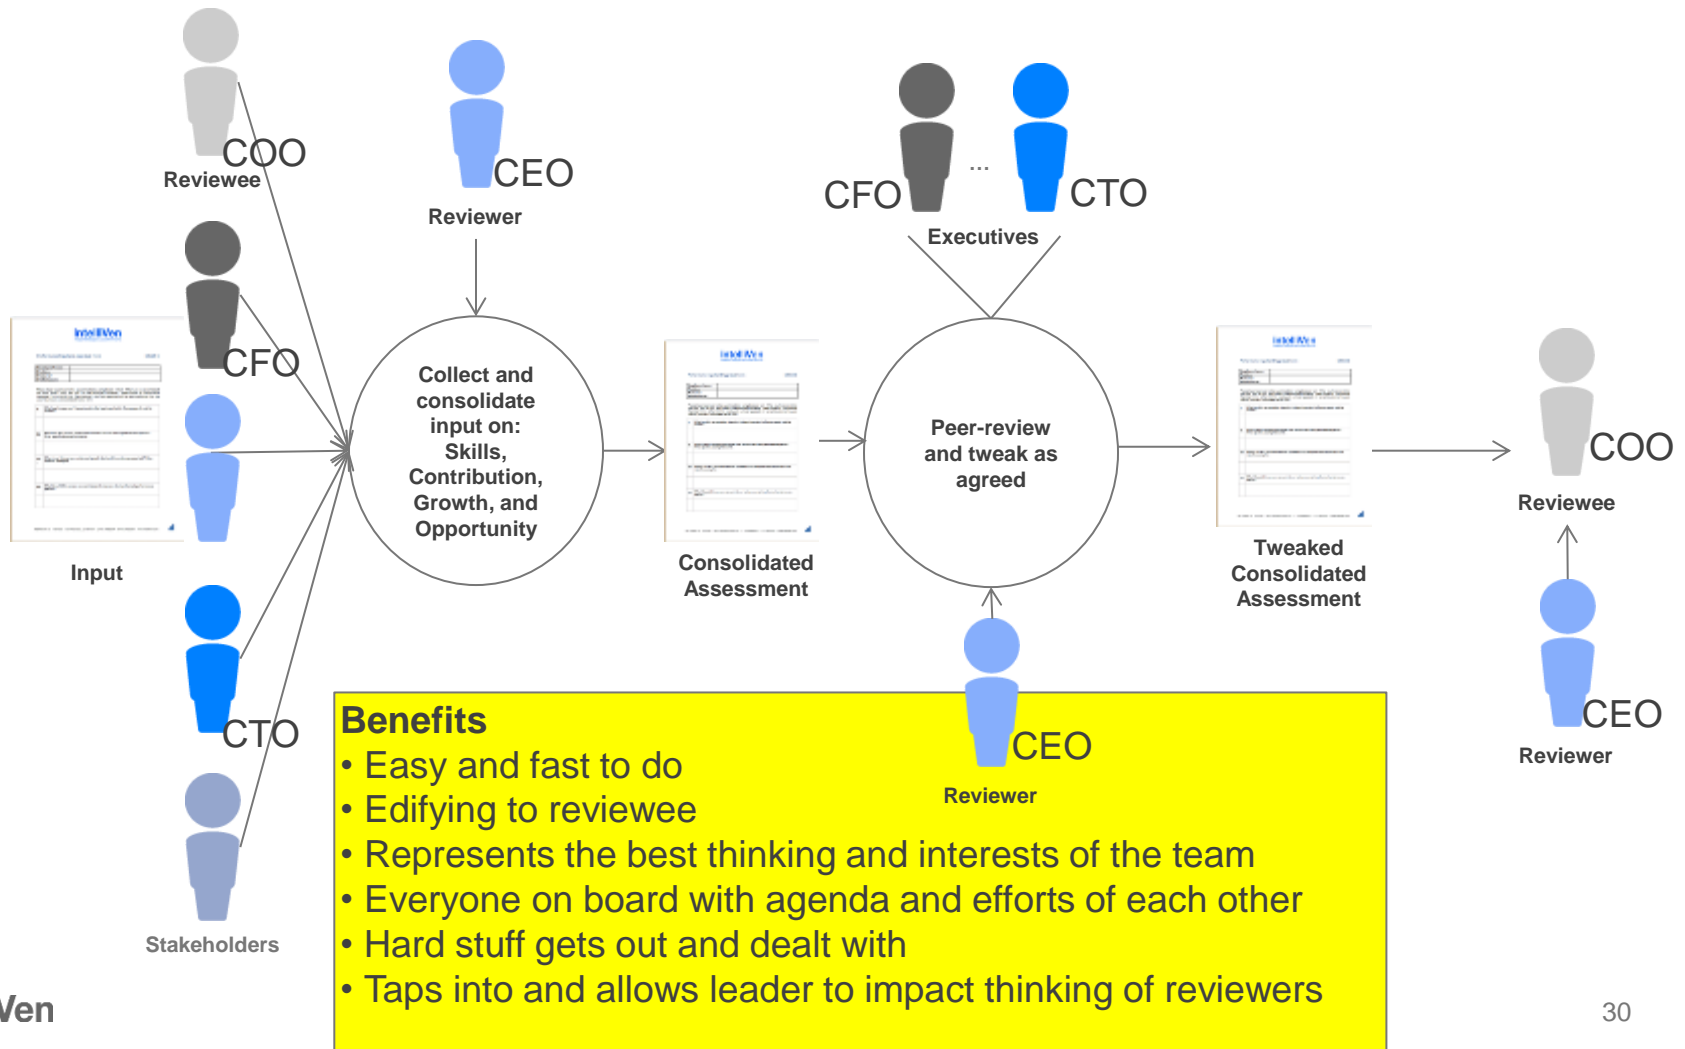 COO
Reviewee
CEO
Reviewer
CFO
...
CTO
Executives
CFO
IntelliVen
Input
Collect and
consolidate
input on:
Skills,
Contribution,
Growth, and
Opportunity
IntelliVen
Consolidated
Assessment
Peer-review
and tweak as
agreed
IntelliVen
Tweaked
Consolidated
Assessment
COO
Reviewee
CTO
Stakeholders
CEO
Reviewer
CEO
Reviewer
Benefits
• Easy and fast to do
• Edifying to reviewee
• Represents the best thinking and interests of the team
• Everyone on board with agenda and efforts of each other
• Hard stuff gets out and dealt with
• Taps into and allows leader to impact thinking of reviewers
Ven
30